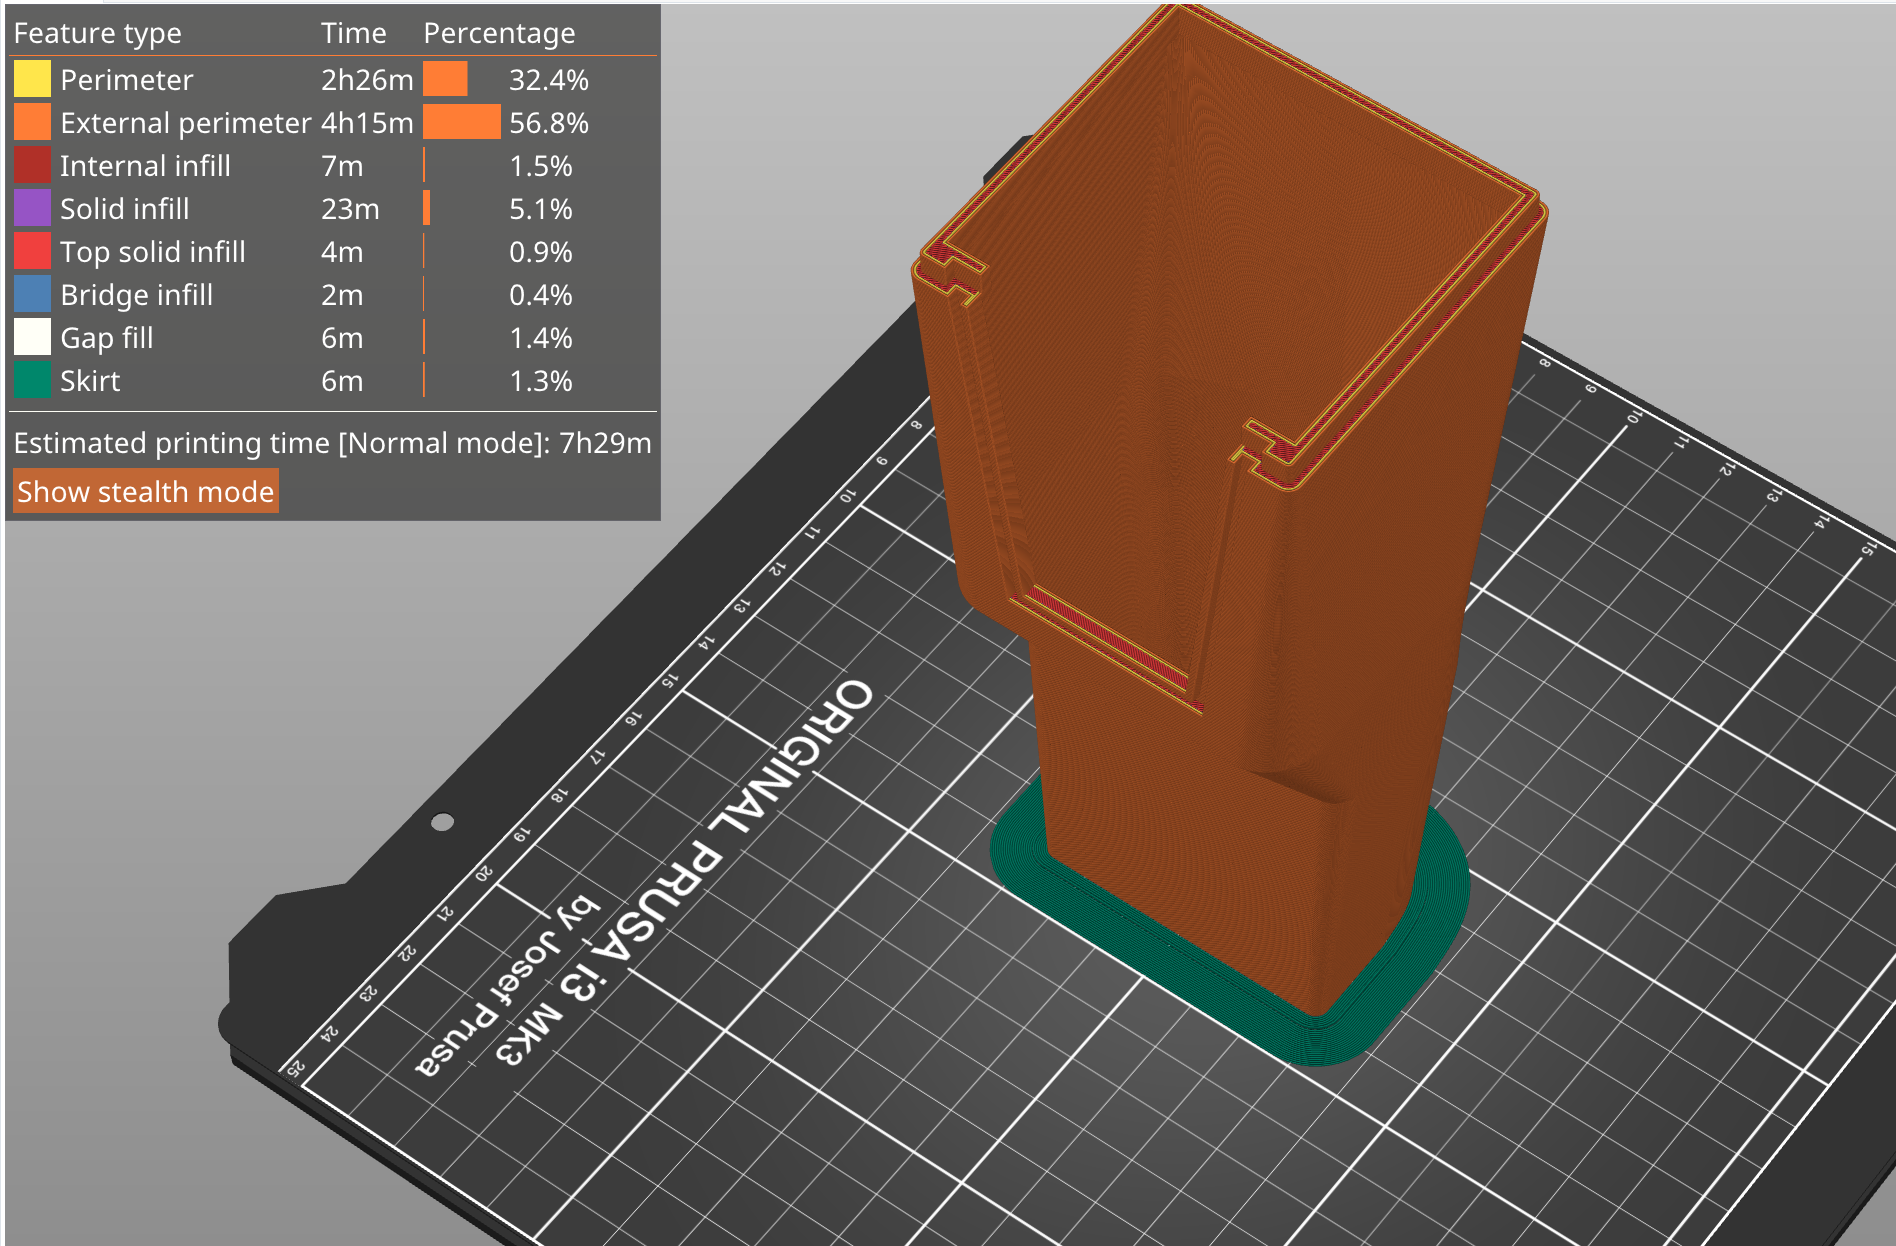 Feature type Time Percentage
Perimeter 2h26m 32.4%
External perimeter 4h15m 56.8%
Internal infill 7m 1.5%
Solid infill 23m 5.1%
Top solid infill 4m 0.9%
Bridge infill 2m 0.4%
Gap fill 6m 1.4%
Skirt 6m 1.3%
Estimated printing time [Normal mode]: 7h29m
Show stealth mode
8
9
10
11
12
13
14
15
8
9
10
11
12
13
14
15
16
17
18
19
20
21
22
23
24
25
ORIGINAL PRUSA i3 MK3
by Josef Prusa